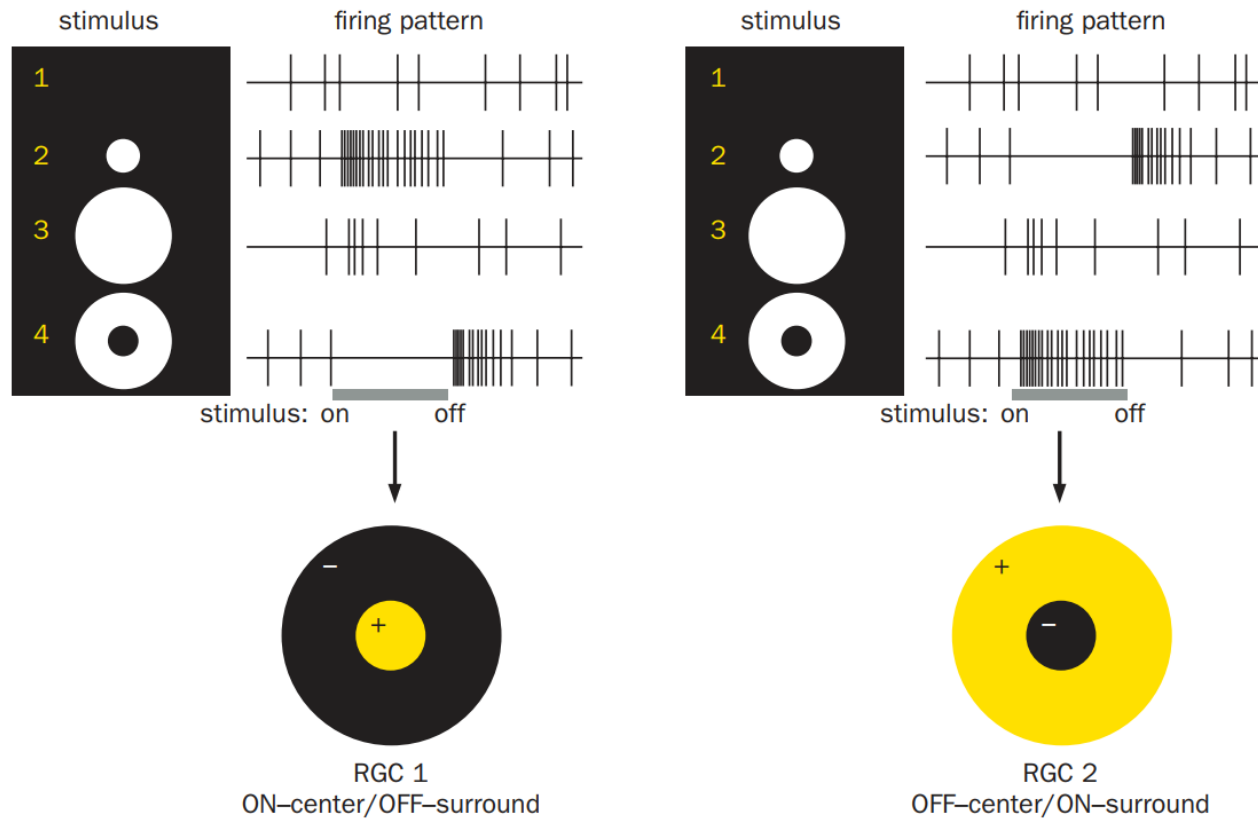 stimulus
firing pattern
1
2
3
4
stimulus: on off
−
+
RGC 1
ON–center/OFF–surround
stimulus
firing pattern
1
2
3
4
stimulus: on off
+
−
RGC 2
OFF–center/ON–surround